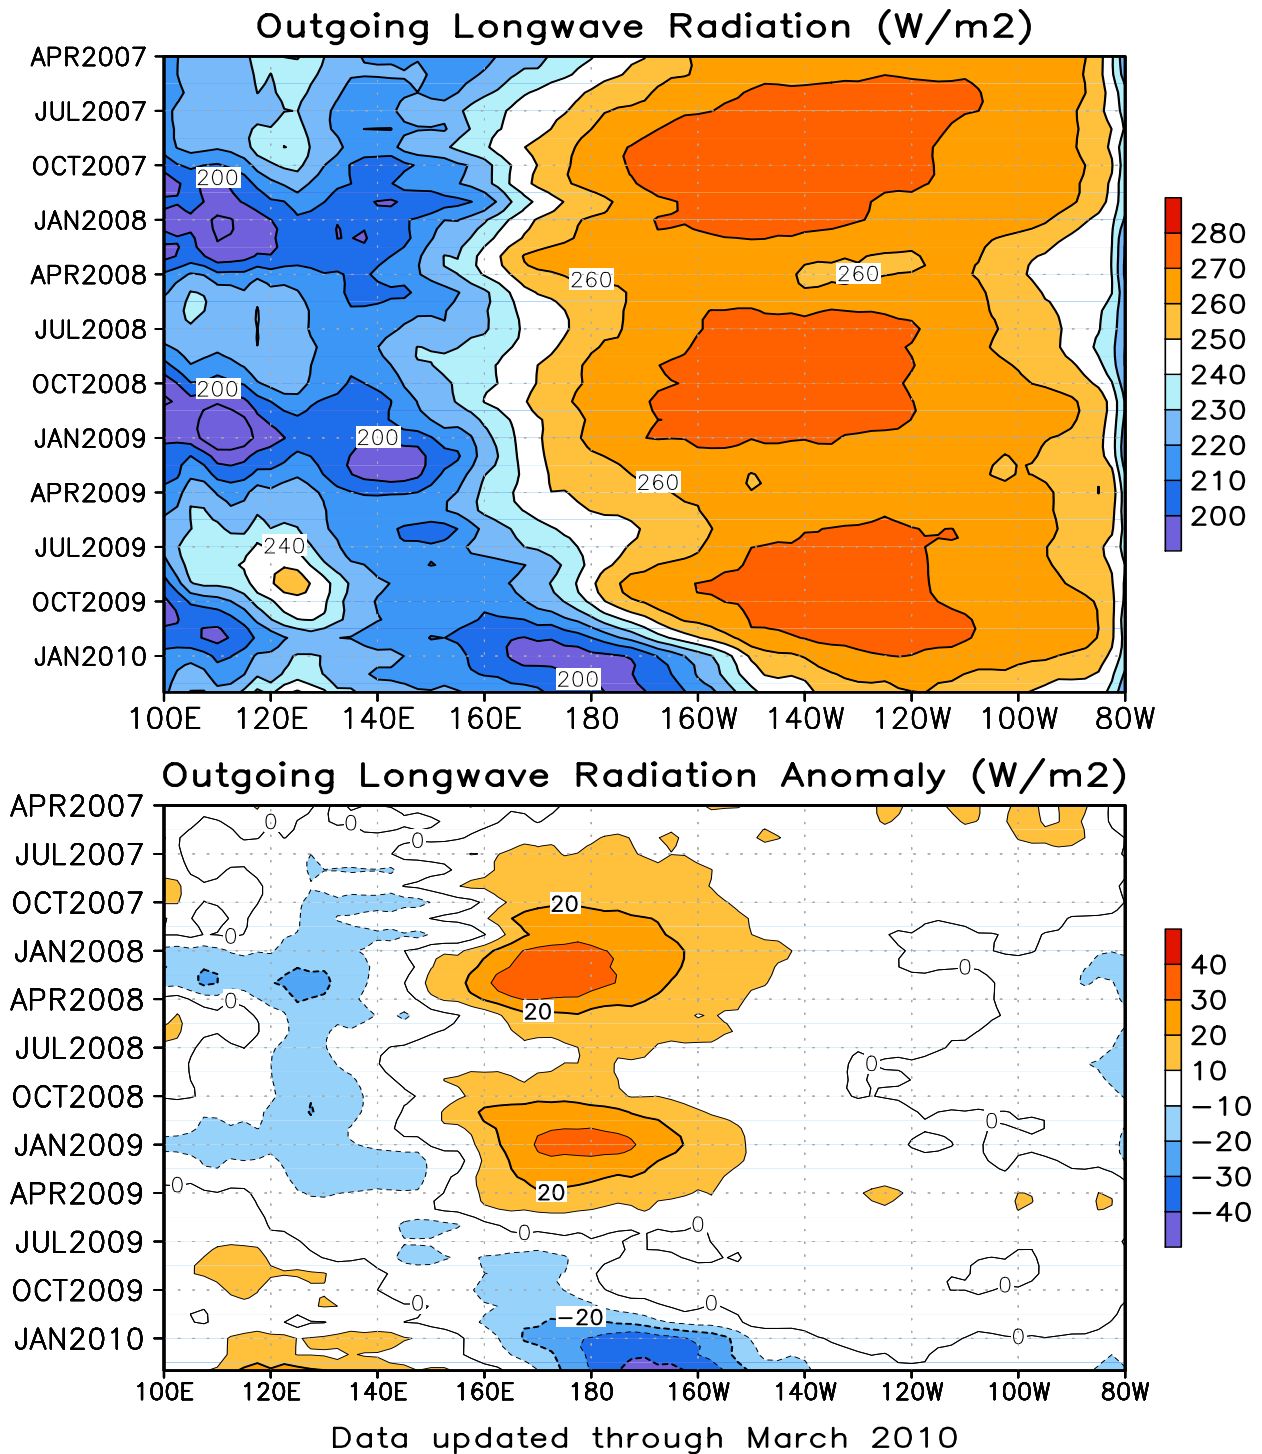 Outgoing Longwave Radiation (W/m2)
APR2007
JUL2007
OCT2007
JAN2008
APR2008
JUL2008
OCT2008
JAN2009
APR2009
JUL2009
OCT2009
JAN2010
200
260
260
200
200
260
240
200
100E 120E 140E 160E 180 160W 140W 120W 100W 80W
280
270
260
250
240
230
220
210
200
Outgoing Longwave Radiation Anomaly (W/m2)
APR2007
JUL2007
OCT2007
JAN2008
APR2008
JUL2008
OCT2008
JAN2009
APR2009
JUL2009
OCT2009
JAN2010
0 0 0
20
0
0
0
20
0
0
0
20
0
0
0
0
0
-20
0
100E 120E 140E 160E 180 160W 140W 120W 100W 80W
40
30
20
10
-10
-20
-30
-40
Data updated through March 2010